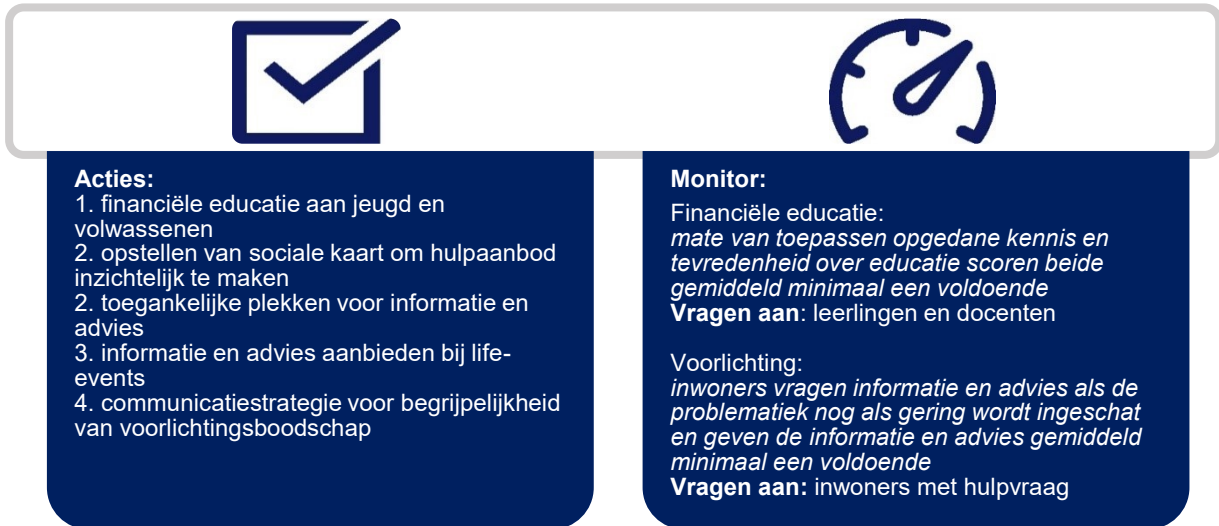 Acties:
1. financiële educatie aan jeugd en
volwassenen
2. opstellen van sociale kaart om hulpaanbod
inzichtelijk te maken
2. toegankelijke plekken voor informatie en
advies
3. informatie en advies aanbieden bij life-
events
4. communicatiestrategie voor begrijpelijkheid
van voorlichtingsboodschap
Monitor:
Financiële educatie:
mate van toepassen opgedane kennis en
tevredenheid over educatie scoren beide
gemiddeld minimaal een voldoende
Vragen aan: leerlingen en docenten
Voorlichting:
inwoners vragen informatie en advies als de
problematiek nog als gering wordt ingeschat
en geven de informatie en advies gemiddeld
minimaal een voldoende
Vragen aan: inwoners met hulpvraag